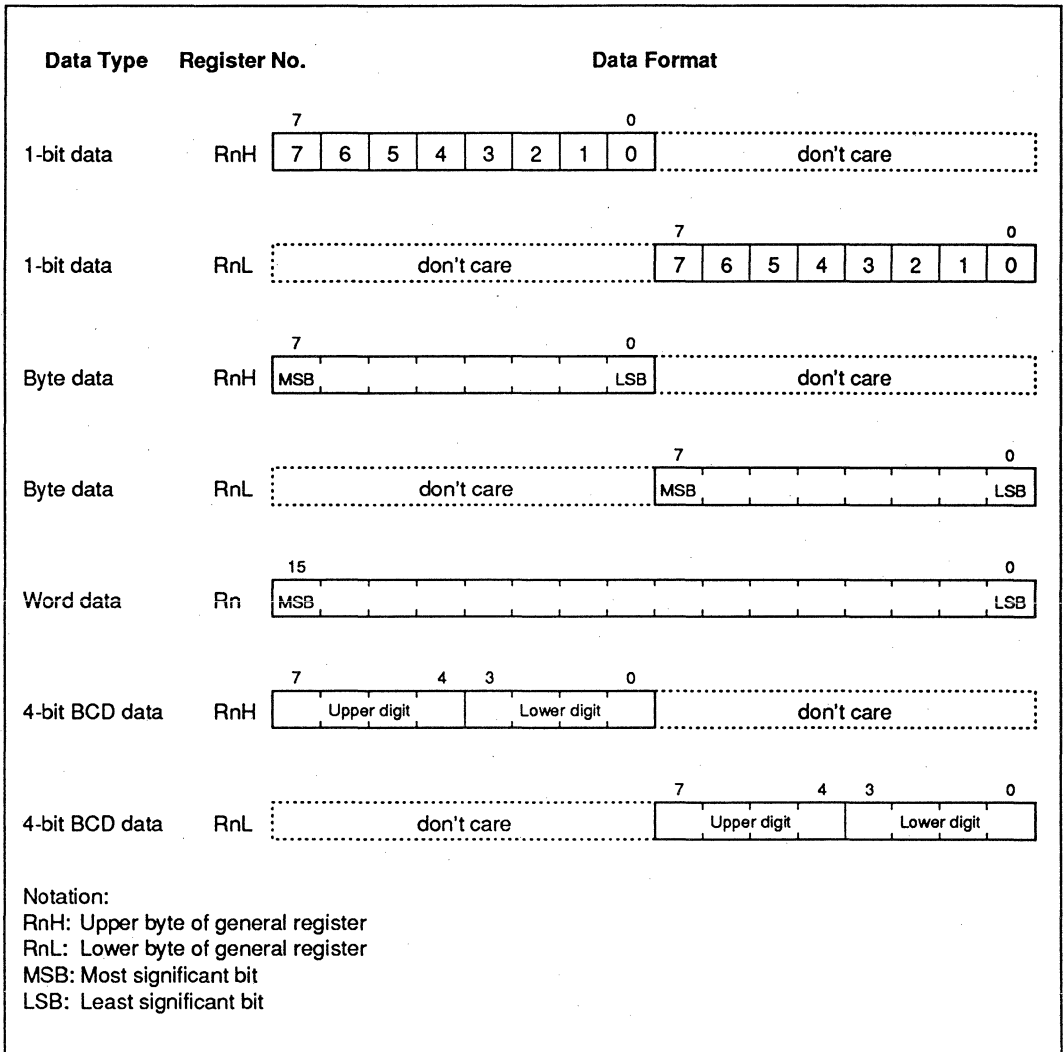 Data Type Register No. Data Format
7 0
1-bit data RnH 7 6 5 4 3 2 1 0 don't care
7 0
1-bit data RnL don't care 7 6 5 4 3 2 1 0
7 0
Byte data RnH MSB LSB don't care
7 0
Byte data RnL don't care MSB LSB
15 0
Word data Rn MSB LSB
7 4 3 0
4-bit BCD data RnH Upper digit Lower digit don't care
7 4 3 0
4-bit BCD data RnL don't care Upper digit Lower digit
Notation:
RnH: Upper byte of general register
RnL: Lower byte of general register
MSB: Most significant bit
LSB: Least significant bit